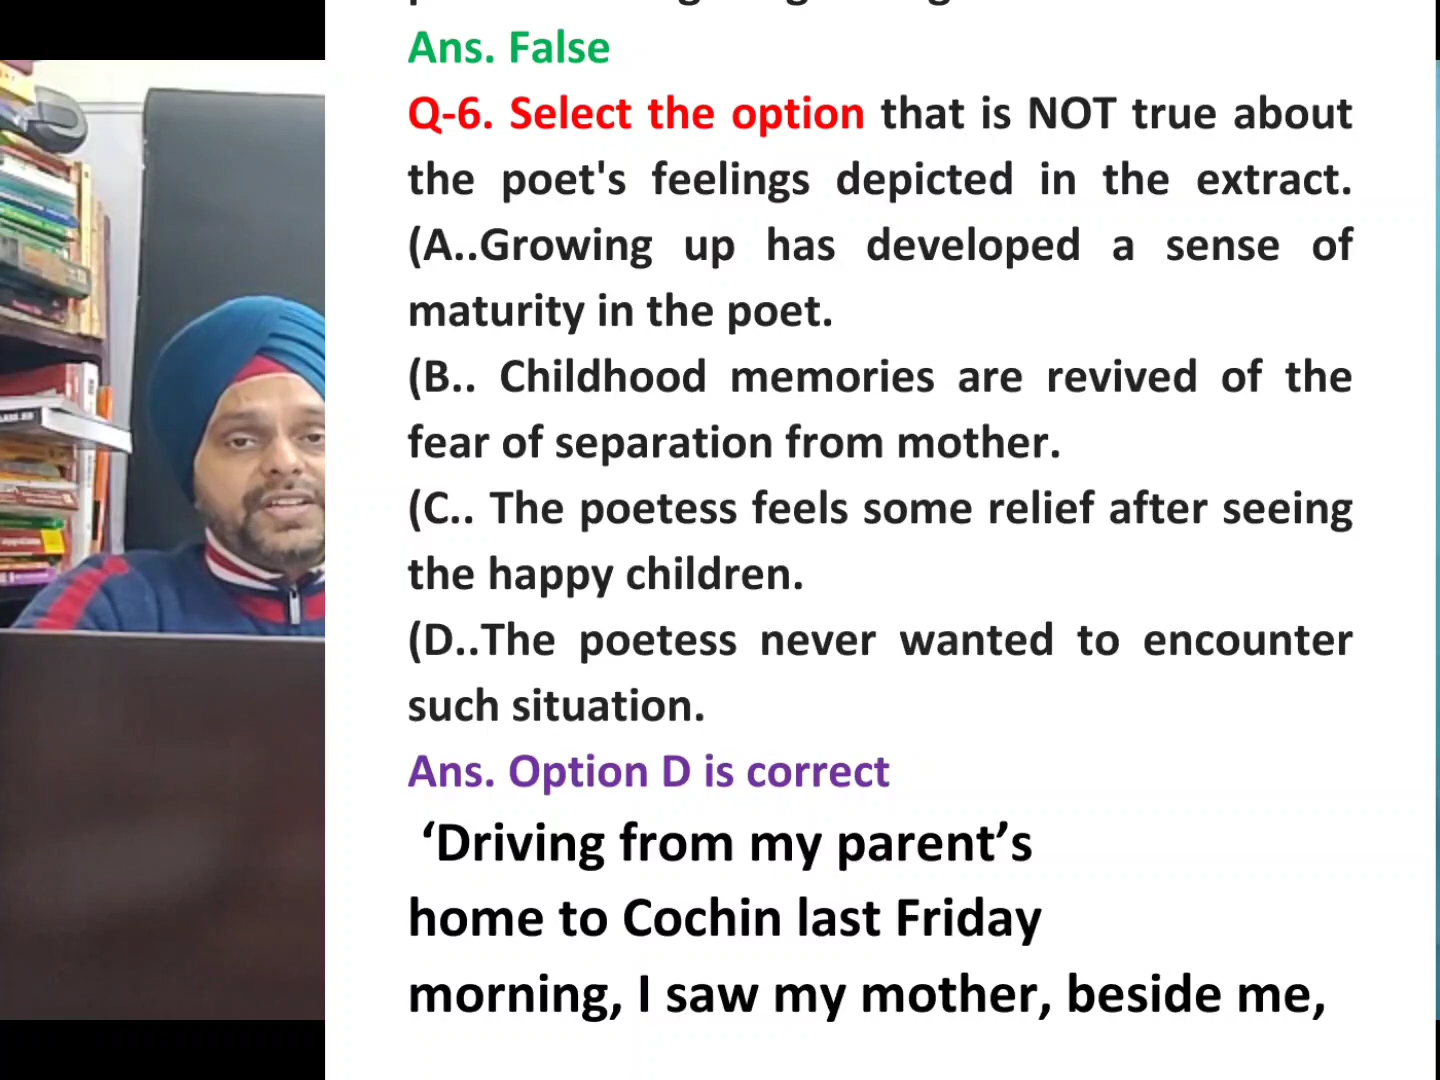 Ans. False
Q-6. Select the option that is NOT true about
the poet's feelings depicted in the extract.
(A..Growing up has developed a sense of
maturity in the poet.
(B.. Childhood memories are revived of the
fear of separation from mother.
(C.. The poetess feels some relief after seeing
the happy children.
(D..The poetess never wanted to encounter
such situation.
Ans. Option D is correct
‘Driving from my parent’s
home to Cochin last Friday
morning, I saw my mother, beside me,